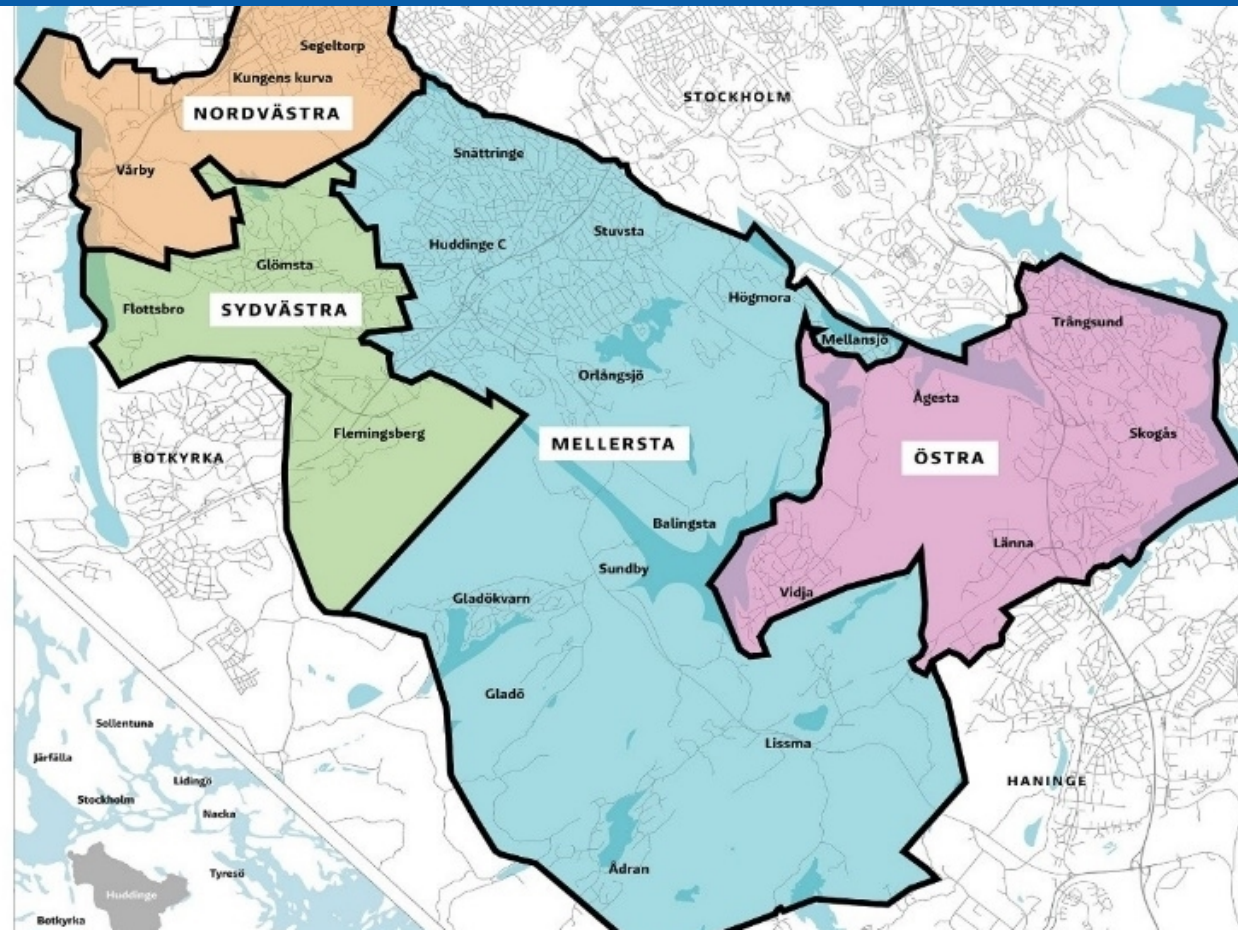 Segeltorp
Kungens kurva
STOCKHOLM
NORDVÄSTRA
Snättringe
Vårby
Stuvsta
Huddinge C
Glömsta
Högmora
Flottsbro
SYDVÄSTRA
Trångsund
Mellansjö
Orlångsjö
Ågesta
Flemingsberg
Skogås
MELLERSTA
BOTKYRKA
ÖSTRA
Balingsta
Länna
Sundby
Vidja
Gladökvarn
Gladö
Sollentuna
Lissma
Järfälla
Lidingö
HANINGE
Stockholm
Nacka
Ådran
Tyresö
Huddinge
Botkyrka